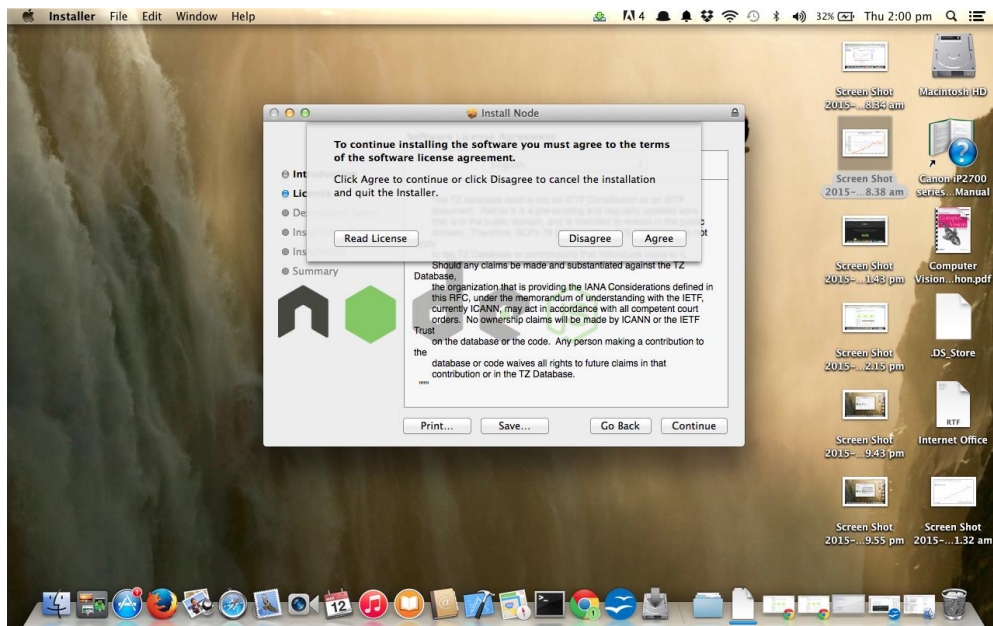 Installer File Edit Window Help
4 32% Thu 2:00 pm
Install Node
To continue installing the software you must agree to the terms
of the software license agreement.
Click Agree to continue or click Disagree to cancel the installation
and quit the Installer.
Read License Disagree Agree
Int
Lic
De
Ins
Ins
Summary
Should any claims be made and substantiated against the TZ
Database,
the organization that is providing the IANA Considerations defined in
this RFC, under the memorandum of understanding with the IETF,
currently ICANN, may act in accordance with all competent court
orders. No ownership claims will be made by ICANN or the IETF
Trust
on the database or the code. Any person making a contribution to
the
database or code waives all rights to future claims in that
contribution or in the TZ Database.
"""
node
Print... Save... Go Back Continue
Screen Shot
2015-...8.34 am
Macintosh HD
Screen Shot
2015-...8.38 am
Canon iP2700
series...Manual
Screen Shot
2015-...1.43 pm
Computer
Vision...hon.pdf
Screen Shot
2015-...2.15 pm
.DS_Store
RTF
Screen Shot
2015-...9.43 pm
Internet Office
Screen Shot
2015-...9.55 pm
Screen Shot
2015-...1.32 am
12